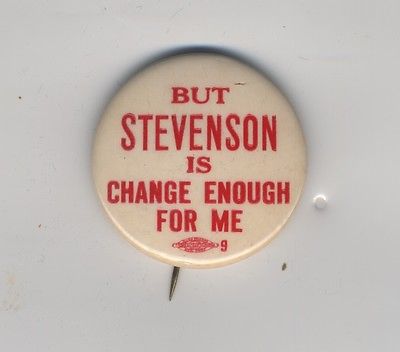 BUT
STEVENSON
IS
CHANGE ENOUGH
FOR ME
9